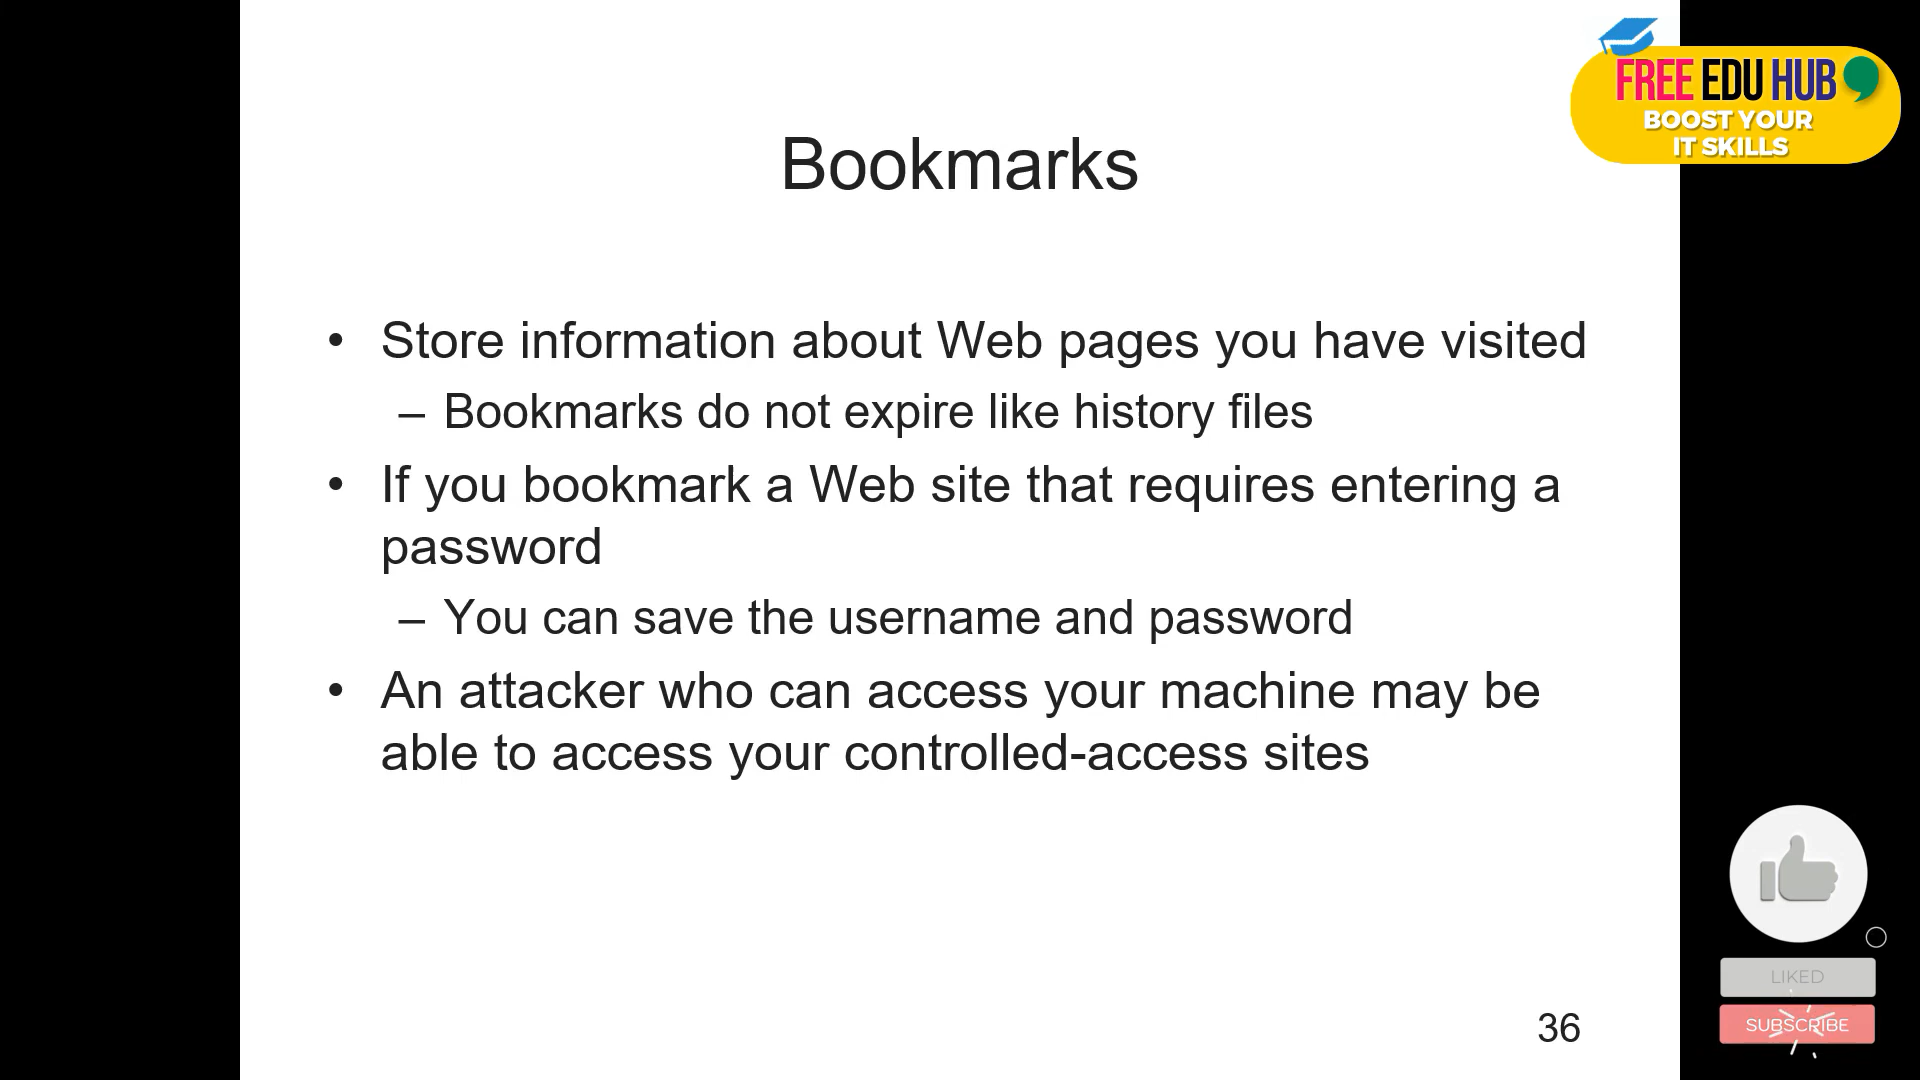 FREE EDU HUB
BOOST YOUR
IT SKILLS
Bookmarks
• Store information about Web pages you have visited
– Bookmarks do not expire like history files
• If you bookmark a Web site that requires entering a
password
– You can save the username and password
• An attacker who can access your machine may be
able to access your controlled-access sites
LIKED
SUBSCRIBE
36